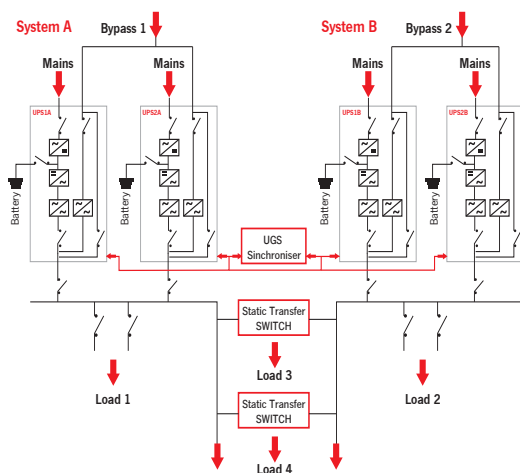 System A
Bypass 1
System B
Bypass 2
Mains
Mains
Mains
Mains
UPS1A
UPS2A
UPS1B
UPS2B
Battery
Battery
Battery
Battery
UGS
Sinchroniser
Static Transfer
SWITCH
Load 3
Load 1
Load 2
Static Transfer
SWITCH
Load 4